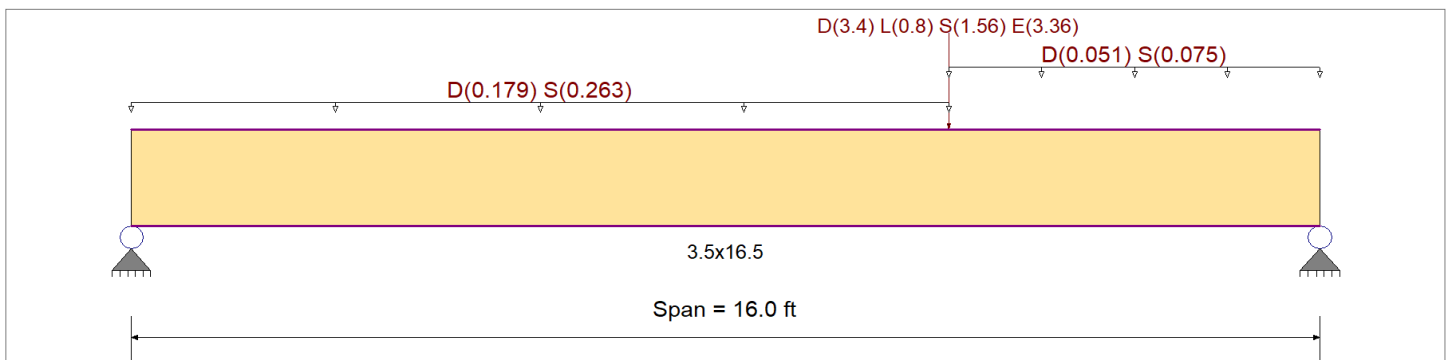 D(3.4) L(0.8) S(1.56) E(3.36)
D(0.051) S(0.075)
D(0.179) S(0.263)
3.5x16.5
Span = 16.0 ft